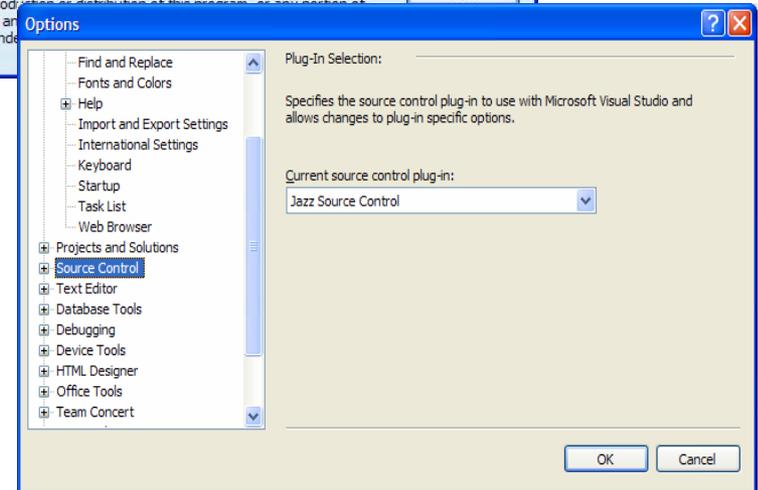 Options
Find and Replace
Fonts and Colors
Help
Import and Export Settings
International Settings
Keyboard
Startup
Task List
Web Browser
Projects and Solutions
Source Control
Text Editor
Database Tools
Debugging
Device Tools
HTML Designer
Office Tools
Team Concert
Plug-In Selection:
Specifies the source control plug-in to use with Microsoft Visual Studio and
allows changes to plug-in specific options.
Current source control plug-in:
Jazz Source Control
OK
Cancel